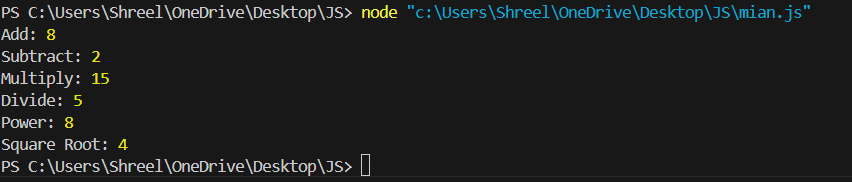 PS C:\Users\Shreel\OneDrive\Desktop\JS> node "c:\Users\Shreel\OneDrive\Desktop\JS\mian.js"
Add: 8
Subtract: 2
Multiply: 15
Divide: 5
Power: 8
Square Root: 4
PS C:\Users\Shreel\OneDrive\Desktop\JS>